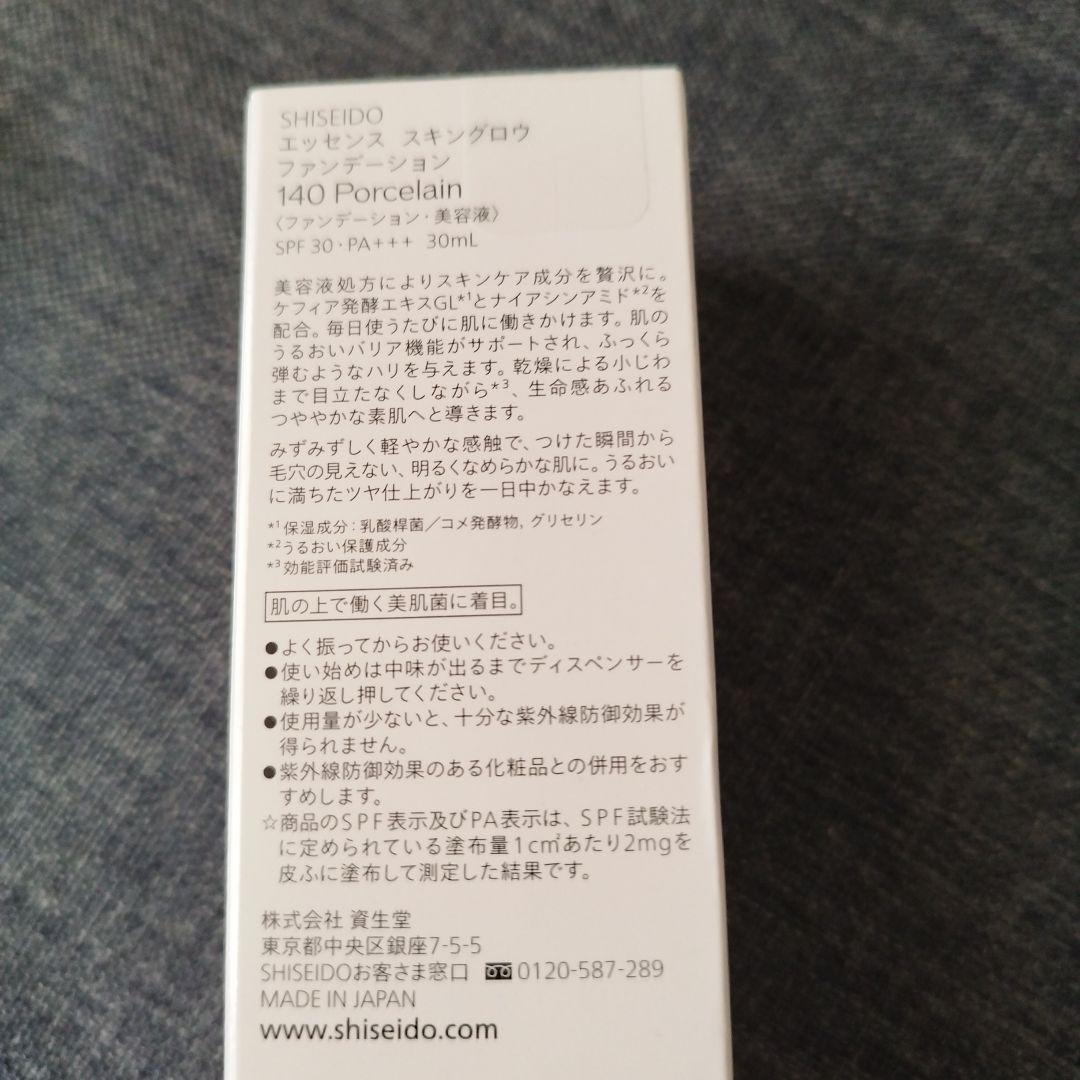 SHISEIDO
エッセンス スキングロウ
ファンデーション
140 Porcelain
〈ファンデーション・美容液〉
SPF 30・PA+++ 30mL
美容液処方によりスキンケア成分を贅沢に。
ケフィア発酵エキスGL*1とナイアシンアミド*2を
配合。毎日使うたびに肌に働きかけます。肌の
うるおいバリア機能がサポートされ、ふっくら
弾むようなハリを与えます。乾燥による小じわ
まで目立たなくしながら*3、生命感あふれる
つややかな素肌へと導きます。
みずみずしく軽やかな感触で、つけた瞬間から
毛穴の見えない、明るくなめらかな肌に。うるおい
に満ちたツヤ仕上がりを一日中かなえます。
*1 保湿成分：乳酸桿菌／コメ発酵物, グリセリン
*2 うるおい保護成分
*3 効能評価試験済み
肌の上で働く美肌菌に着目。
●よく振ってからお使いください。
●使い始めは中味が出るまでディスペンサーを
繰り返し押してください。
●使用量が少ないと、十分な紫外線防御効果が
得られません。
●紫外線防御効果のある化粧品との併用をおす
すめします。
☆商品のSPF表示及びPA表示は、SPF試験法
に定められている塗布量1c㎡あたり2mgを
皮ふに塗布して測定した結果です。
株式会社 資生堂
東京都中央区銀座7-5-5
SHISEIDOお客さま窓口 0120-587-289
MADE IN JAPAN
www.shiseido.com